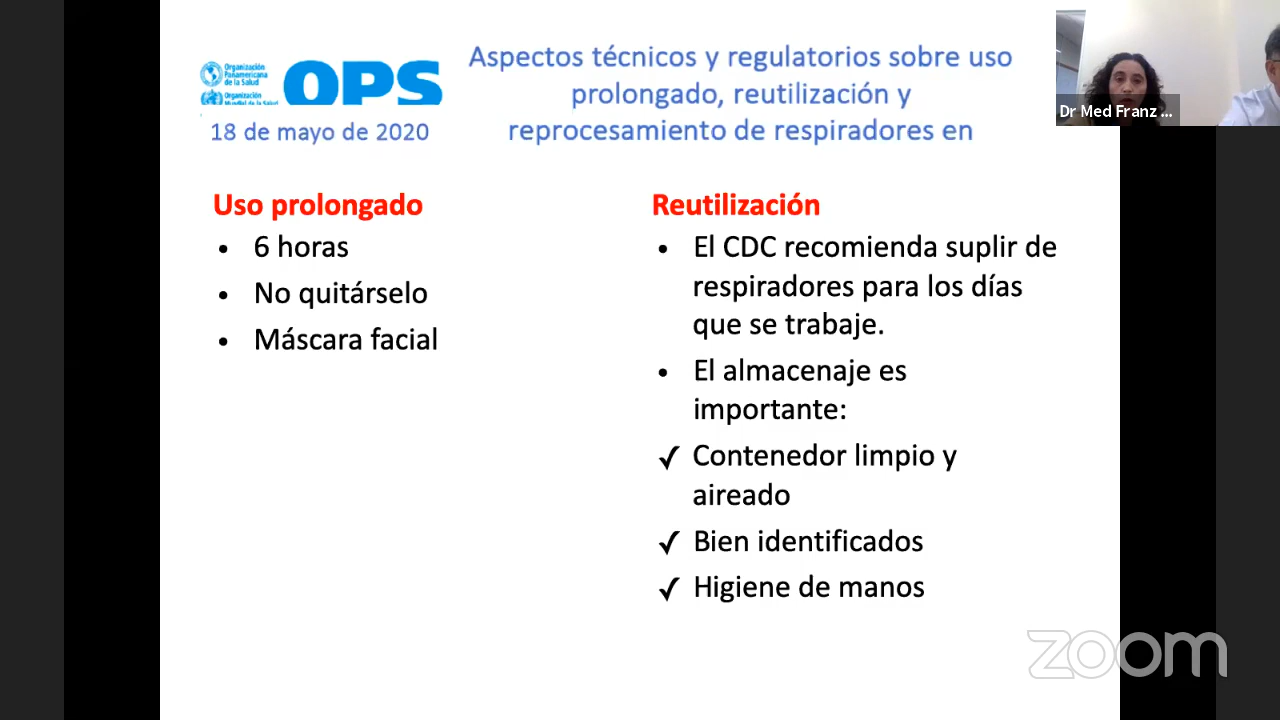 Organización
Panamericana
de la Salud
Organización
Mundial de la Salud
OPS
18 de mayo de 2020
Aspectos técnicos y regulatorios sobre uso
prolongado, reutilización y
reprocesamiento de respiradores en
Dr Med Franz ...
Uso prolongado
• 6 horas
• No quitárselo
• Máscara facial
Reutilización
• El CDC recomienda suplir de
respiradores para los días
que se trabaje.
• El almacenaje es
importante:
✓ Contenedor limpio y
aireado
✓ Bien identificados
✓ Higiene de manos
zoom